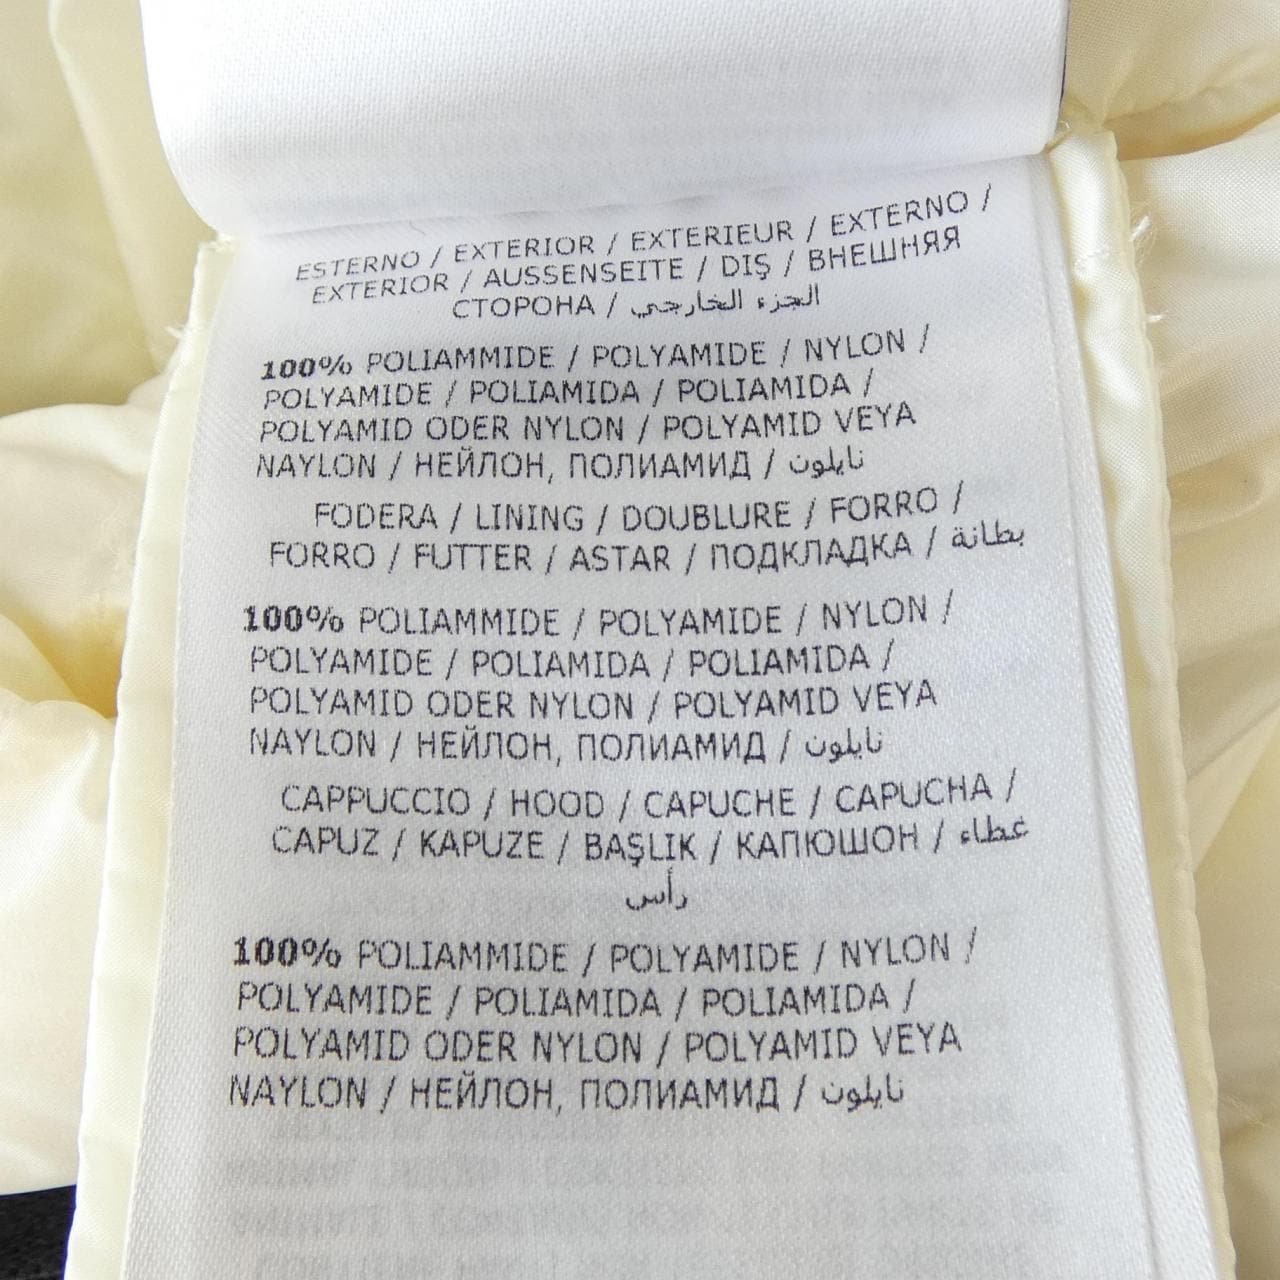 ESTERNO / EXTERIOR / EXTERIEUR / EXTERNO /
EXTERIOR / AUSSENSEITE / DIŞ / ВНЕШНЯЯ
СТОРОНА / الجزء الخارجي
100% POLIAMMIDE / POLYAMIDE / NYLON /
POLYAMIDE / POLIAMIDA / POLIAMIDA /
POLYAMID ODER NYLON / POLYAMID VEYA
NAYLON / НЕЙЛОН, ПОЛИАМИД / نايلون
FODERA / LINING / DOUBLURE / FORRO /
FORRO / FUTTER / ASTAR / ПОДКЛАДКА / بطانة
100% POLIAMMIDE / POLYAMIDE / NYLON /
POLYAMIDE / POLIAMIDA / POLIAMIDA /
POLYAMID ODER NYLON / POLYAMID VEYA
NAYLON / НЕЙЛОН, ПОЛИАМИД / نايلون
CAPPUCCIO / HOOD / CAPUCHE / CAPUCHA /
CAPUZ / KAPUZE / BAŞLIK / КАПЮШОН / غطاء
رأس
100% POLIAMMIDE / POLYAMIDE / NYLON /
POLYAMIDE / POLIAMIDA / POLIAMIDA /
POLYAMID ODER NYLON / POLYAMID VEYA
NAYLON / НЕЙЛОН, ПОЛИАМИД / نايلون